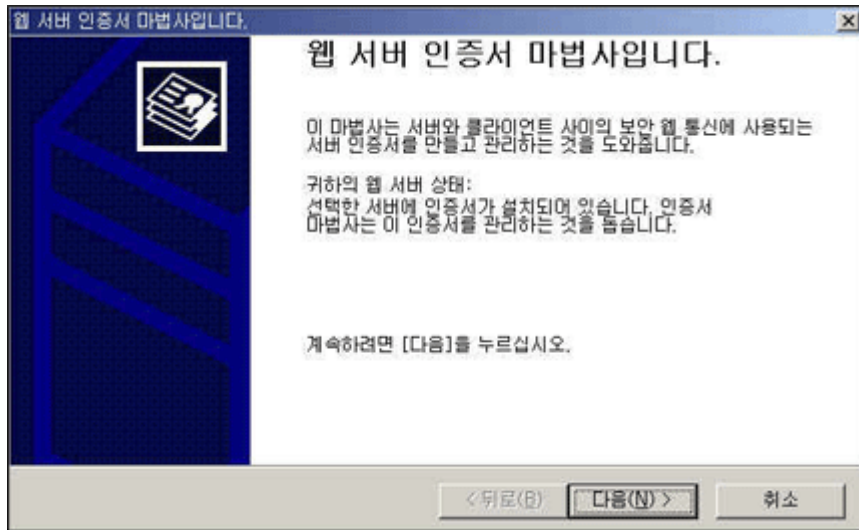 웹 서버 인증서 마법사입니다.
웹 서버 인증서 마법사입니다.
이 마법사는 서버와 클라이언트 사이의 보안 웹 통신에 사용되는
서버 인증서를 만들고 관리하는 것을 도와줍니다.
귀하의 웹 서버 상태:
선택한 서버에 인증서가 설치되어 있습니다. 인증서
마법사는 이 인증서를 관리하는 것을 돕습니다.
계속하려면 [다음]을 누르십시오.
< 뒤로(B) 다음(N) > 취소